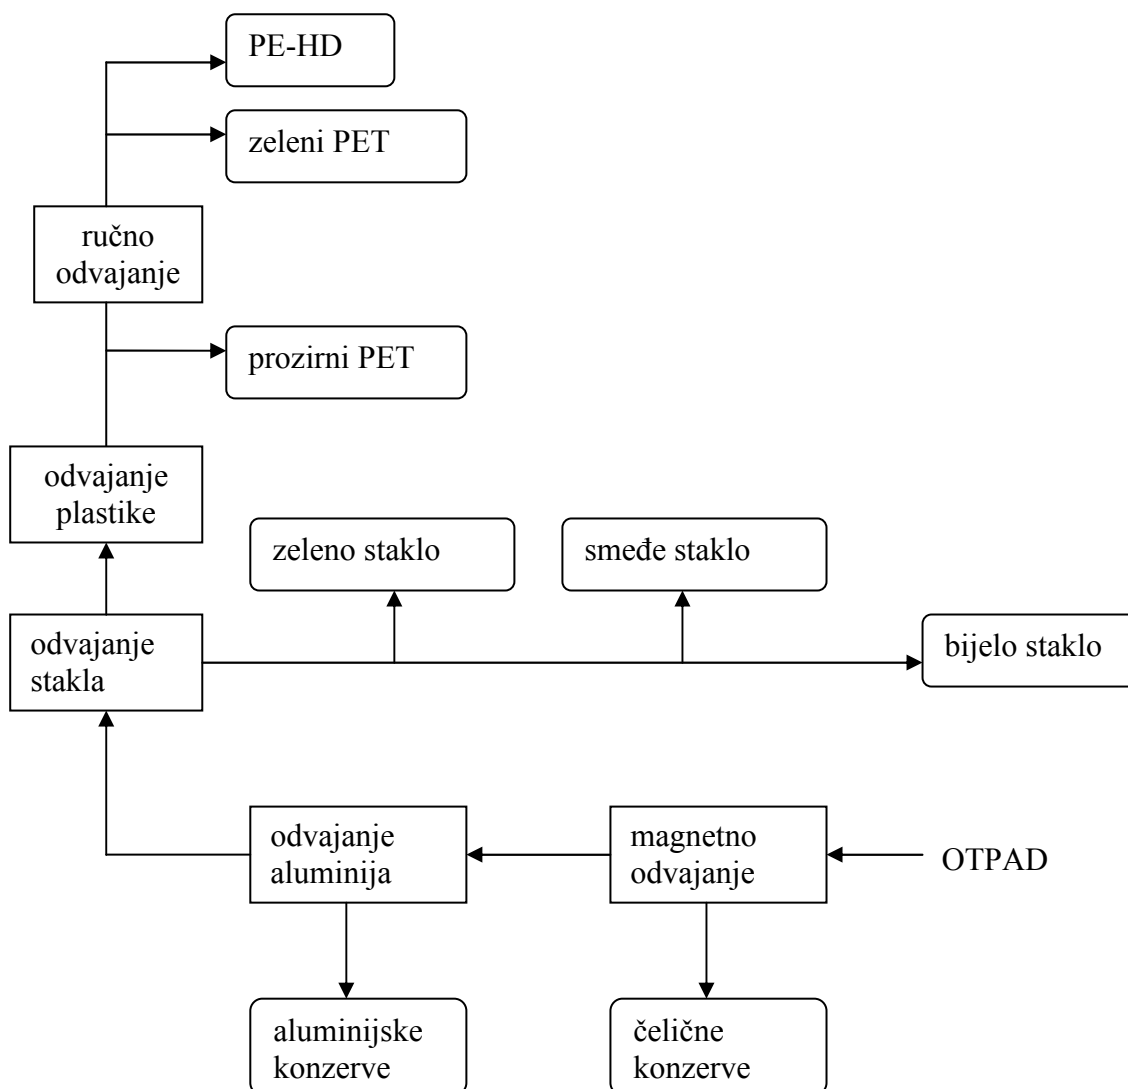 PE-HD
zeleni PET
ručno
odvajanje
prozirni PET
odvajanje
plastike
zeleno staklo
smeđe staklo
odvajanje
stakla
bijelo staklo
odvajanje
aluminija
magnetno
odvajanje
OTPAD
aluminijske
konzerve
čelične
konzerve